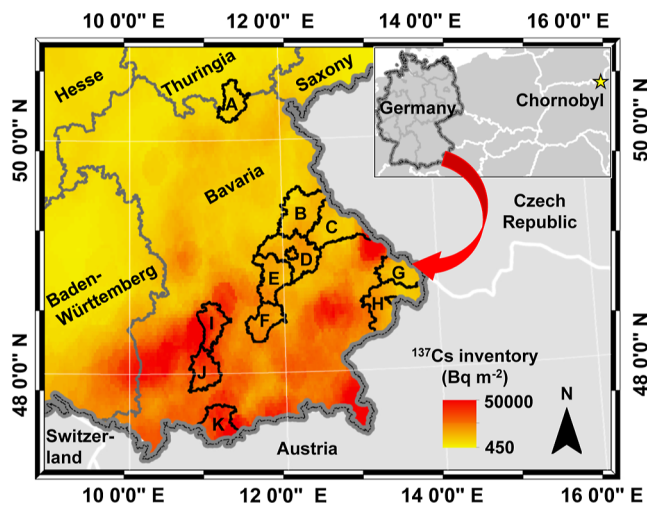 10 0'0'' E 12 0'0'' E 14 0'0'' E 16 0'0'' E
Hesse
Thuringia
Saxony
A
Germany
Chornobyl
50 0'0'' N
50 0'0'' N
Bavaria
B
C
Czech
Republic
D
E
G
H
Baden-
Württemberg
F
I
J
K
48 0'0'' N
48 0'0'' N
¹³⁷Cs inventory
(Bq m⁻²)
50000
450
N
Switzer-
land
Austria
10 0'0'' E 12 0'0'' E 14 0'0'' E 16 0'0'' E